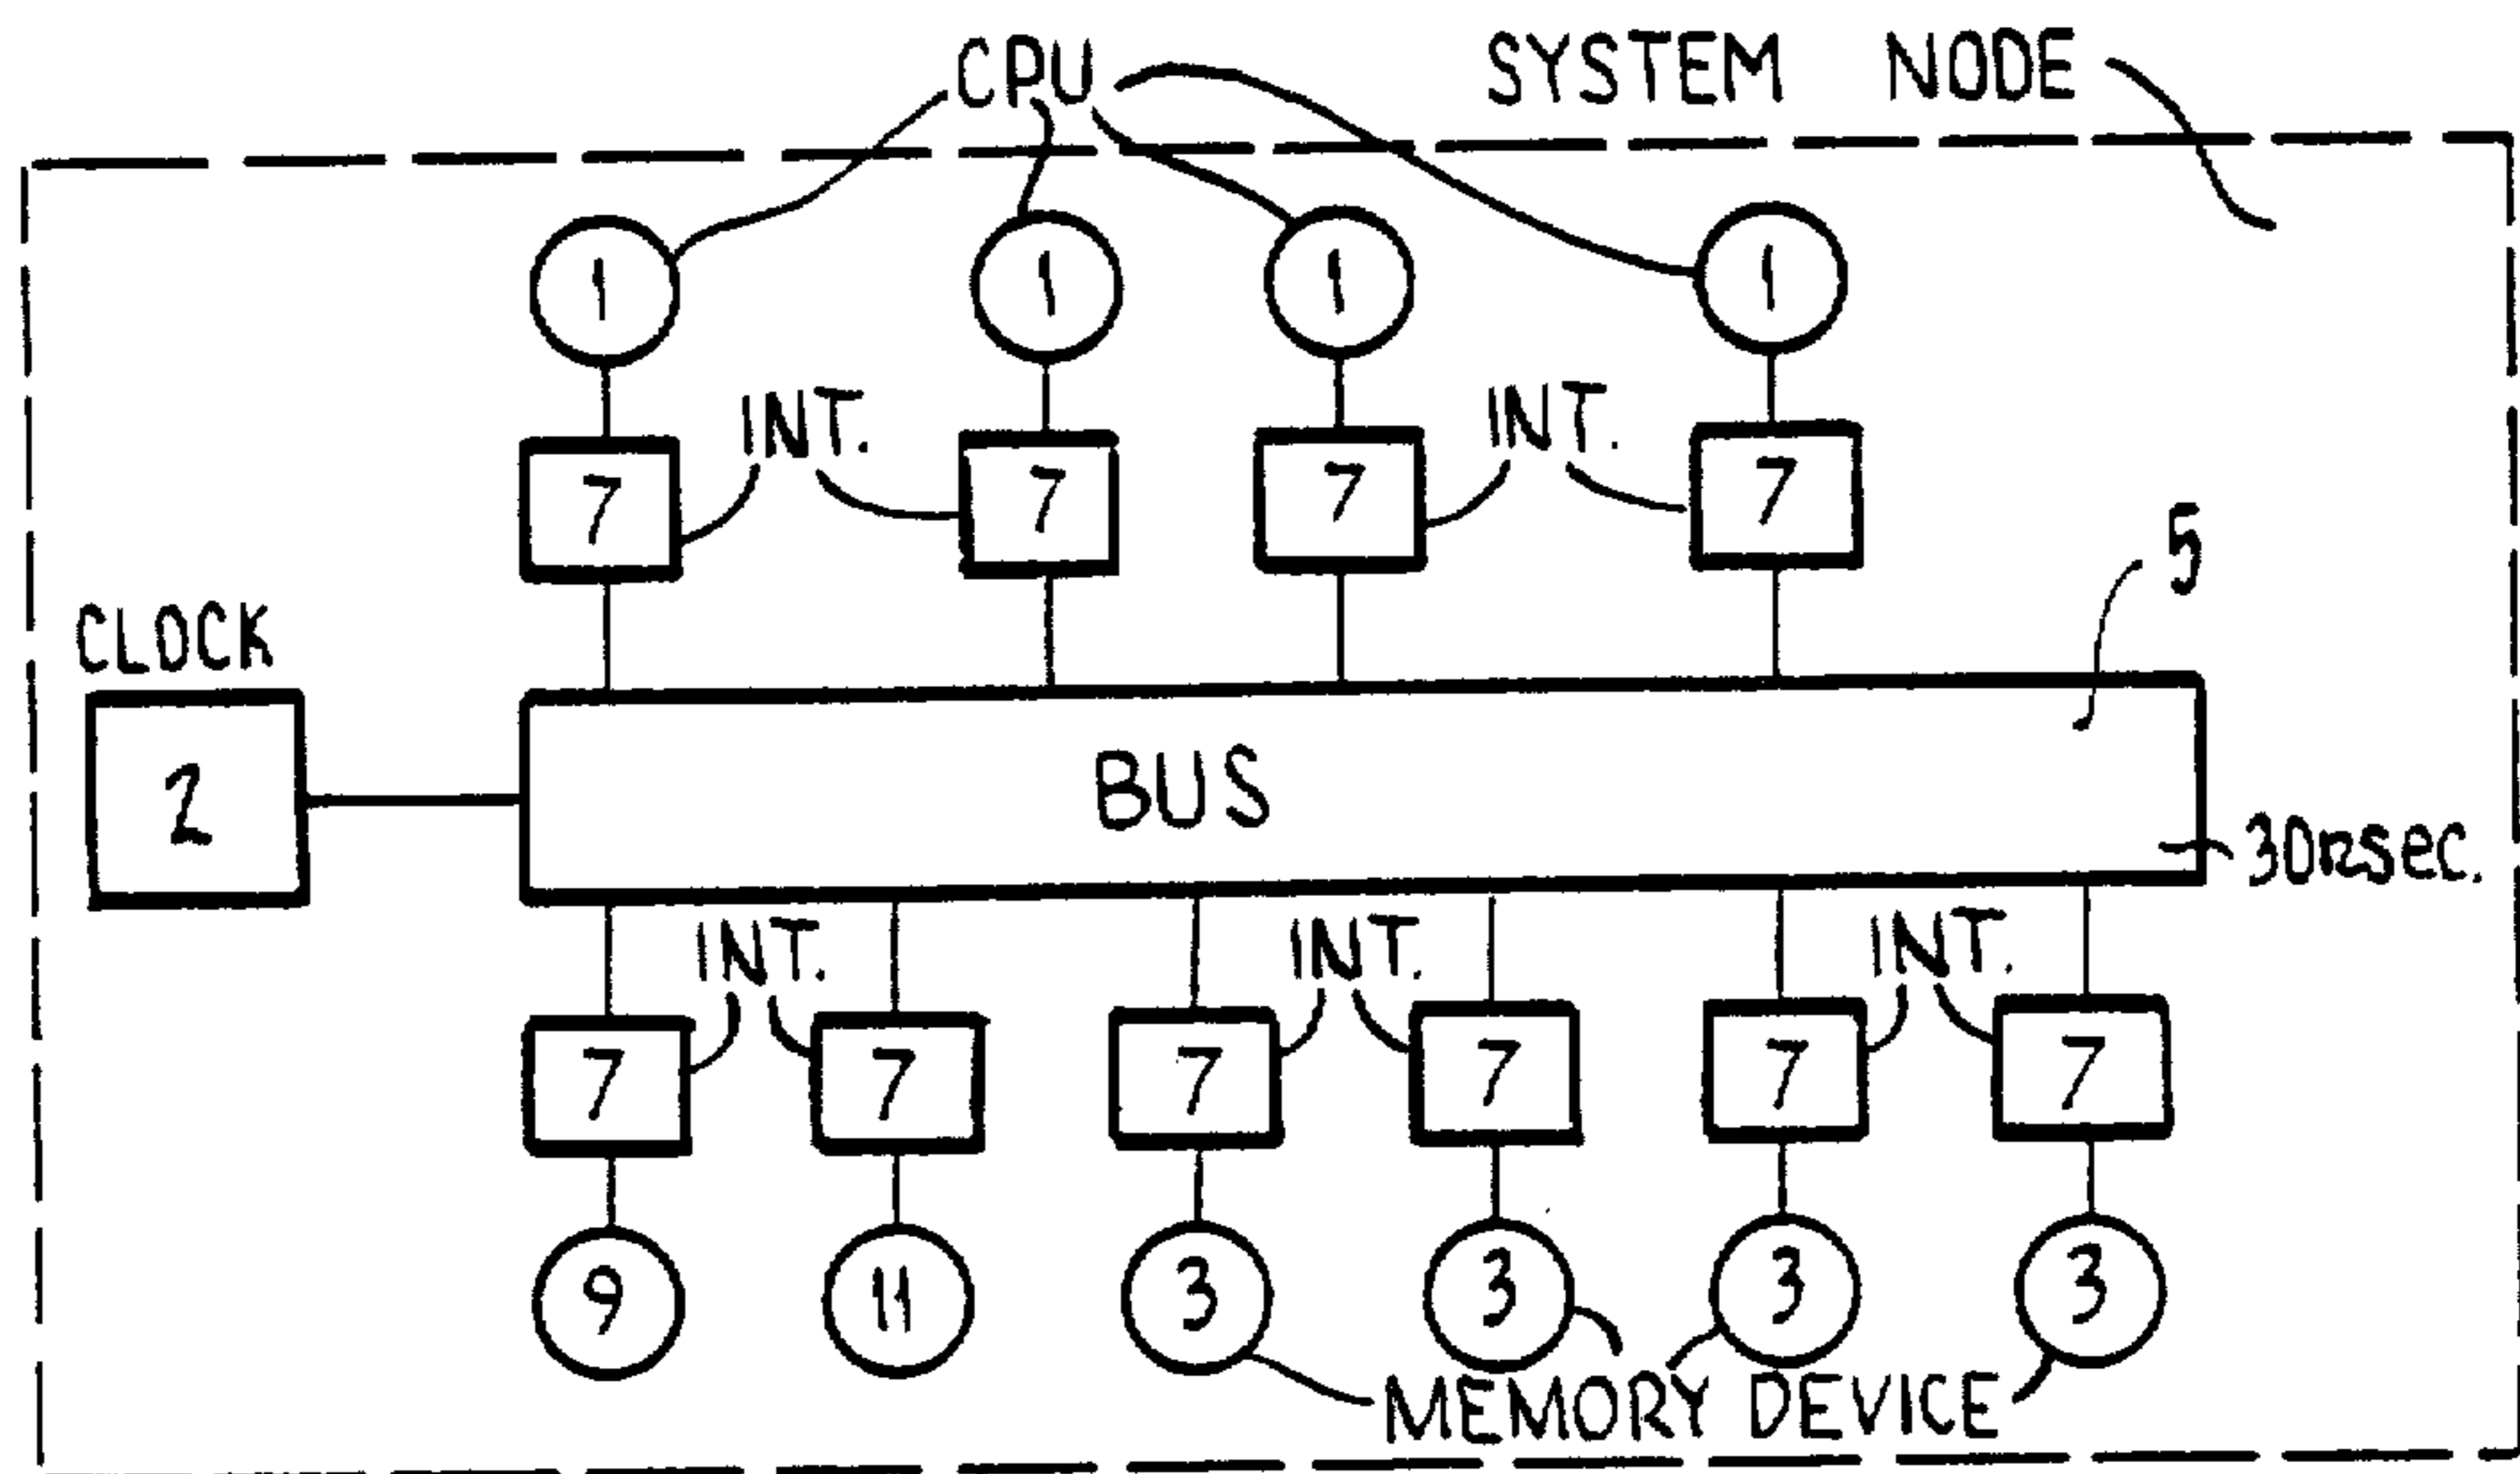 CPU SYSTEM NODE
1 1 1 1
INT. INT.
7 7 7 7
5
CLOCK
2 BUS
30nsec.
INT. INT. INT.
7 7 7 7 7 7
9 11 3 3 3 3
MEMORY DEVICE